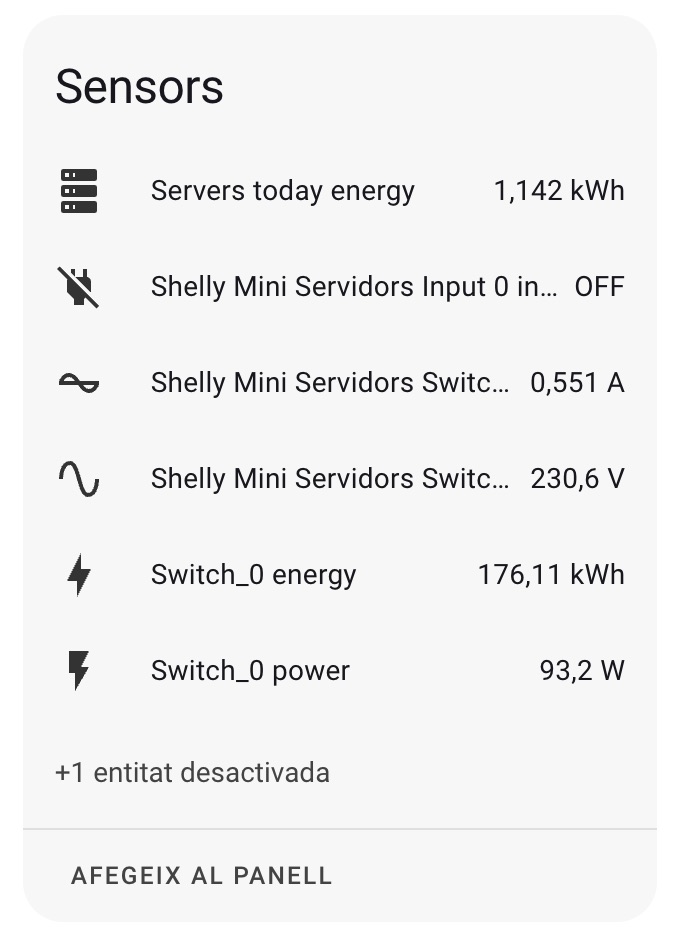 Sensors
Servers today energy 1,142 kWh
Shelly Mini Servidors Input 0 in... OFF
Shelly Mini Servidors Switc... 0,551 A
Shelly Mini Servidors Switc... 230,6 V
Switch_0 energy 176,11 kWh
Switch_0 power 93,2 W
+1 entitat desactivada
AFEGEIX AL PANELL